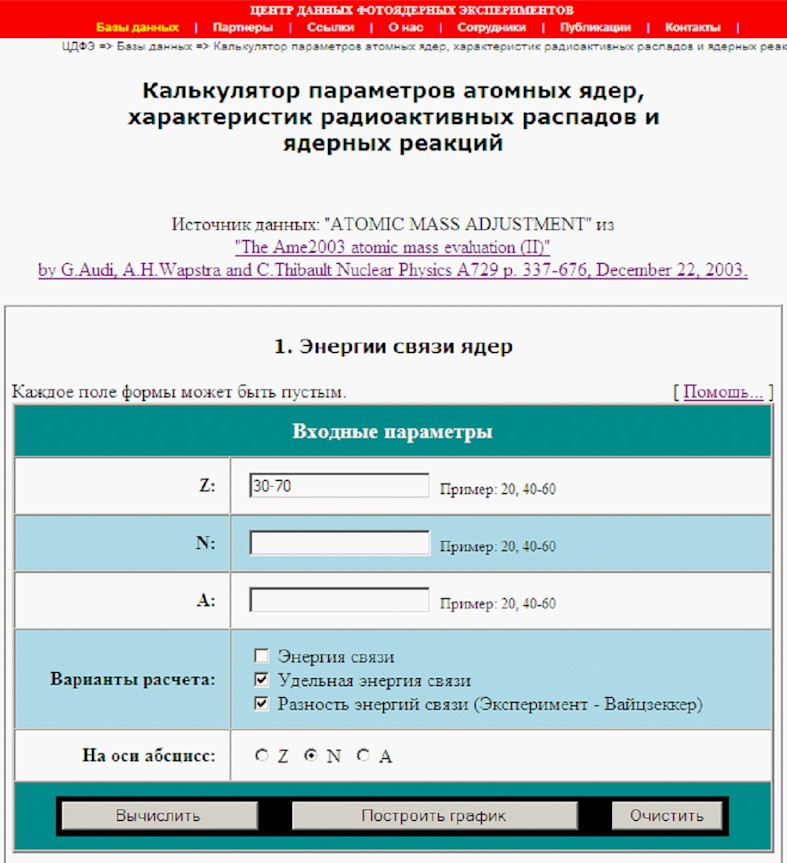 ЦЕНТР ДАННЫХ ФОТОЯДЕРНЫХ ЭКСПЕРИМЕНТОВ
Базы данных | Партнеры | Ссылки | О нас | Сотрудники | Публикации | Контакты |
ЦДФЭ => Базы данных => Калькулятор параметров атомных ядер, характеристик радиоактивных распадов и ядерных реак
Калькулятор параметров атомных ядер,
характеристик радиоактивных распадов и
ядерных реакций
Источник данных: "ATOMIC MASS ADJUSTMENT" из
"The Ame2003 atomic mass evaluation (II)"
by G.Audi, A.H.Wapstra and C.Thibault Nuclear Physics A729 p. 337-676, December 22, 2003.
1. Энергии связи ядер
Каждое поле формы может быть пустым. [ Помошь... ]
Входные параметры
Z: 30-70 Пример: 20, 40-60
N: Пример: 20, 40-60
A: Пример: 20, 40-60
Варианты расчета:
Энергия связи
Удельная энергия связи
Разность энергий связи (Эксперимент - Вайцзеккер)
На оси абсцисс: Z N A
Вычислить Построить график Очистить